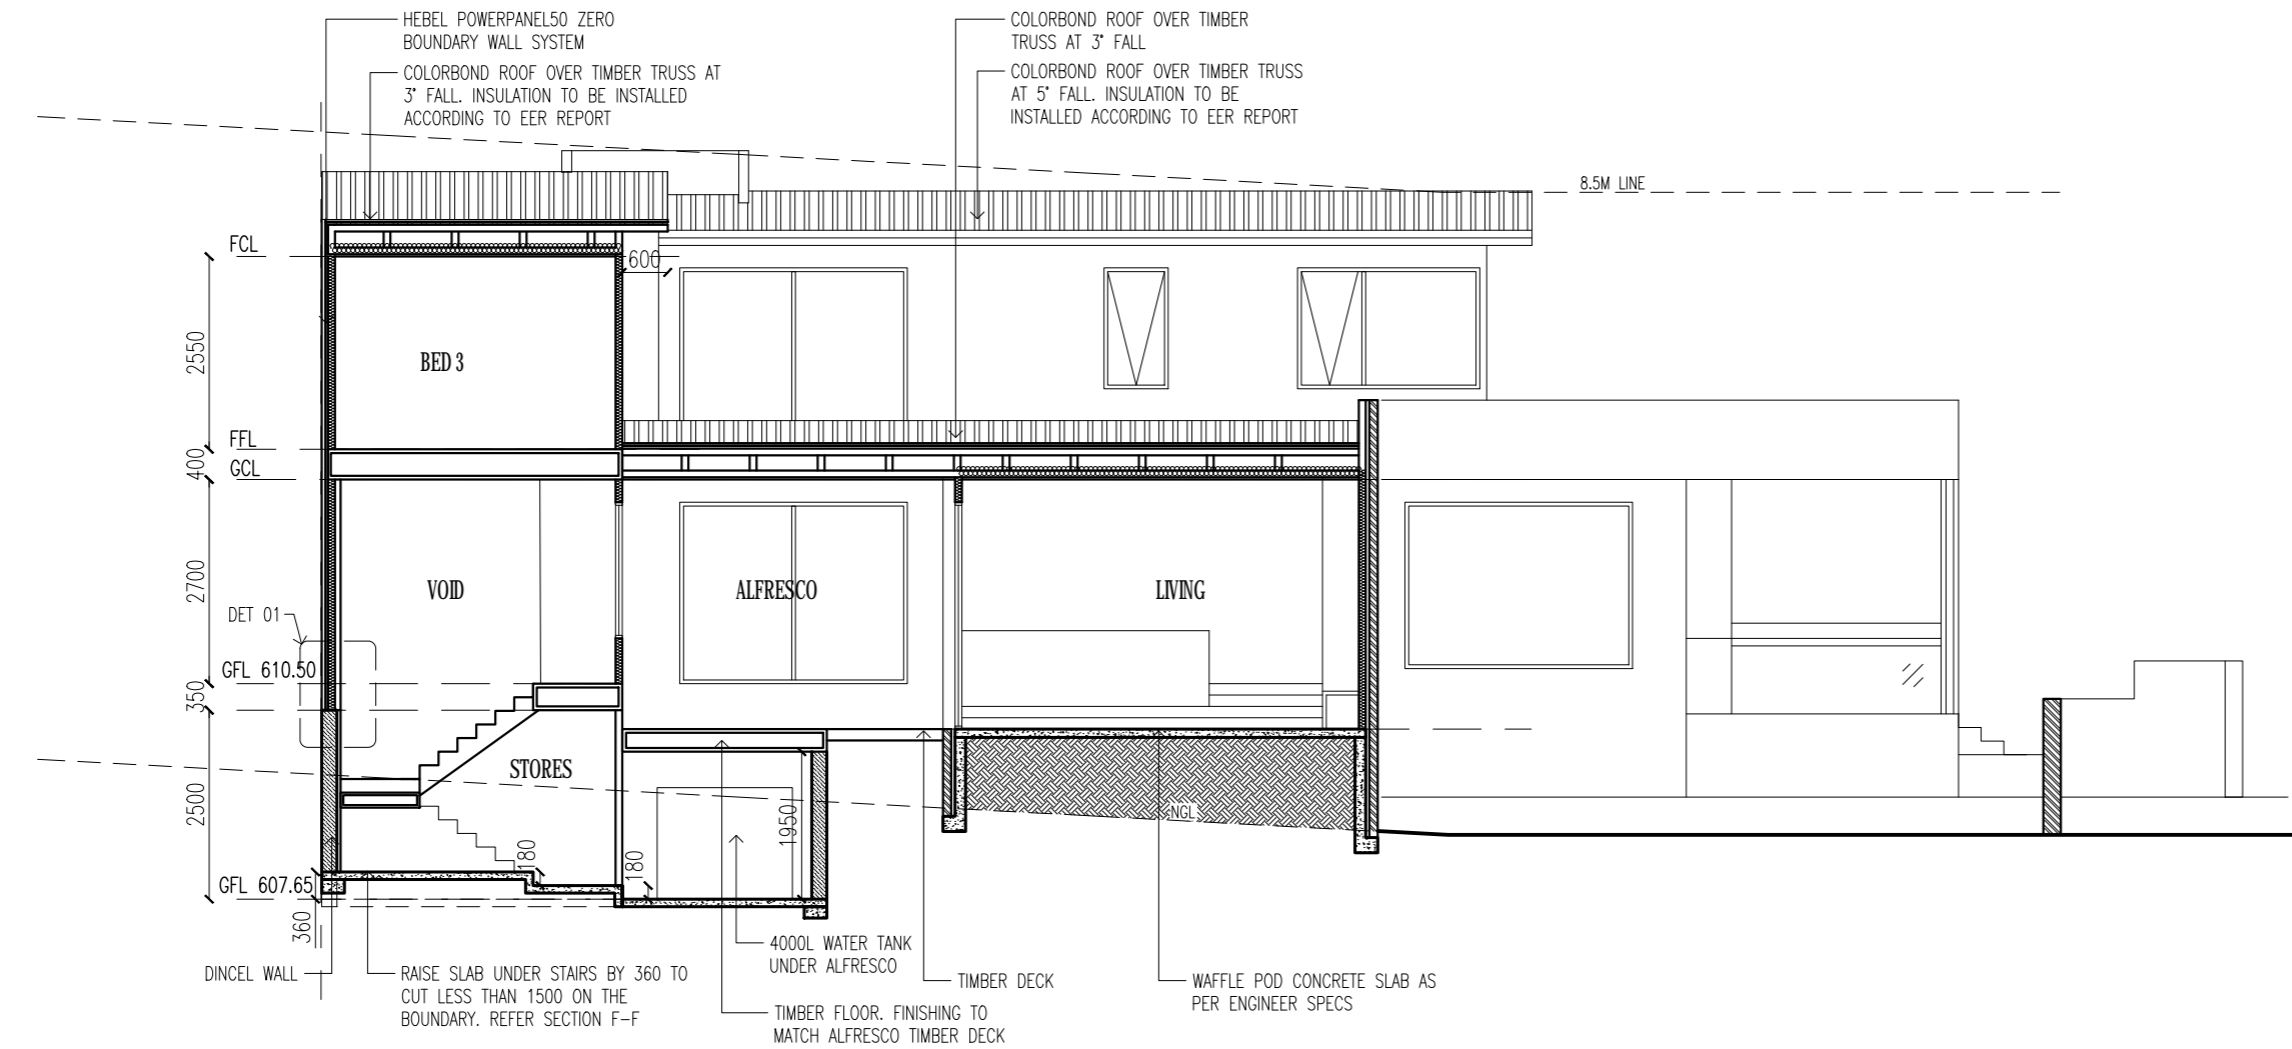 HEBEL POWERPANEL50 ZERO
BOUNDARY WALL SYSTEM
COLORBOND ROOF OVER TIMBER TRUSS AT
3° FALL. INSULATION TO BE INSTALLED
ACCORDING TO EER REPORT
COLORBOND ROOF OVER TIMBER
TRUSS AT 3° FALL
COLORBOND ROOF OVER TIMBER TRUSS
AT 5° FALL. INSULATION TO BE
INSTALLED ACCORDING TO EER REPORT
8.5M LINE
FCL
600
2550
BED 3
FFL
400
GCL
2700
VOID
ALFRESCO
LIVING
DET 01
GFL 610.50
350
STORES
2500
1950
NGL
180
180
GFL 607.65
360
DINCEL WALL
RAISE SLAB UNDER STAIRS BY 360 TO
CUT LESS THAN 1500 ON THE
BOUNDARY. REFER SECTION F-F
4000L WATER TANK
UNDER ALFRESCO
TIMBER FLOOR. FINISHING TO
MATCH ALFRESCO TIMBER DECK
TIMBER DECK
WAFFLE POD CONCRETE SLAB AS
PER ENGINEER SPECS